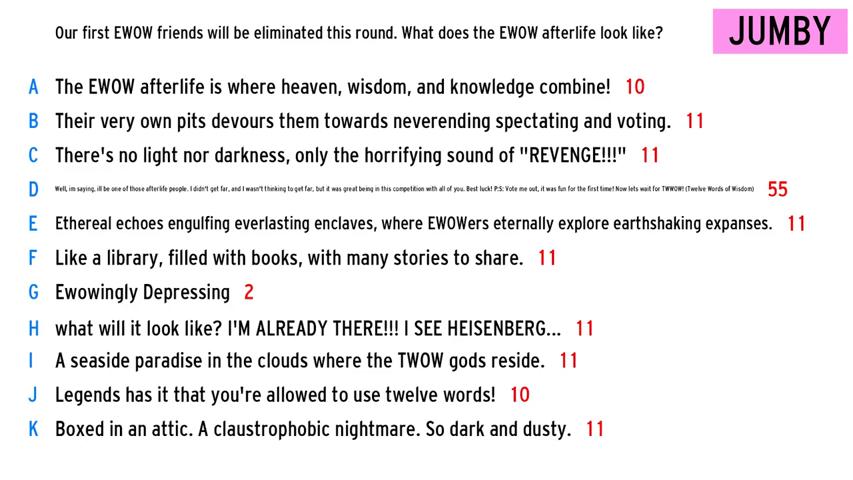 Our first EWOW friends will be eliminated this round. What does the EWOW afterlife look like?
JUMBY
A The EWOW afterlife is where heaven, wisdom, and knowledge combine! 10
B Their very own pits devours them towards neverending spectating and voting. 11
C There's no light nor darkness, only the horrifying sound of "REVENGE!!!" 11
D Well, im saying, ill be one of those afterlife people. I didn't get far, and I wasn't thinking to get far, but it was great being in this competition with all of you. Best luck! P.S: Vote me out, it was fun for the first time! Now lets wait for TWWOW! (Twelve Words of Wisdom) 55
E Ethereal echoes engulfing everlasting enclaves, where EWOWers eternally explore earthshaking expanses. 11
F Like a library, filled with books, with many stories to share. 11
G Ewowingly Depressing 2
H what will it look like? I'M ALREADY THERE!!! I SEE HEISENBERG... 11
I A seaside paradise in the clouds where the TWOW gods reside. 11
J Legends has it that you're allowed to use twelve words! 10
K Boxed in an attic. A claustrophobic nightmare. So dark and dusty. 11